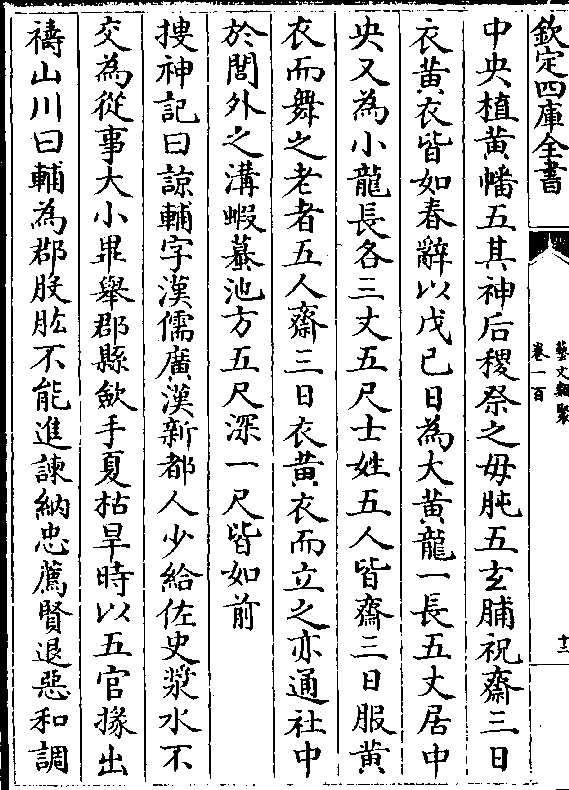 欽定四庫全書
藝文類聚
卷一百
十三
中央植黃幡五其神后稷祭之毋肫五玄脯祝齋三日
衣黃衣皆如春辭以戊巳日為大黃龍一長五丈居中
央又為小龍長各三丈五尺士姓五人皆齋三日服黃
衣而舞之老者五人齋三日衣黃衣而立之亦通社中
於閭外之溝蝦蟇池方五尺深一尺皆如前
搜神記曰諒輔字漢儒廣漢新都人少給佐史漿水不
交為從事大小畢舉郡縣歛手夏枯旱時以五官掾出
禱山川曰輔為郡股肱不能進諫納忠薦賢退惡和調